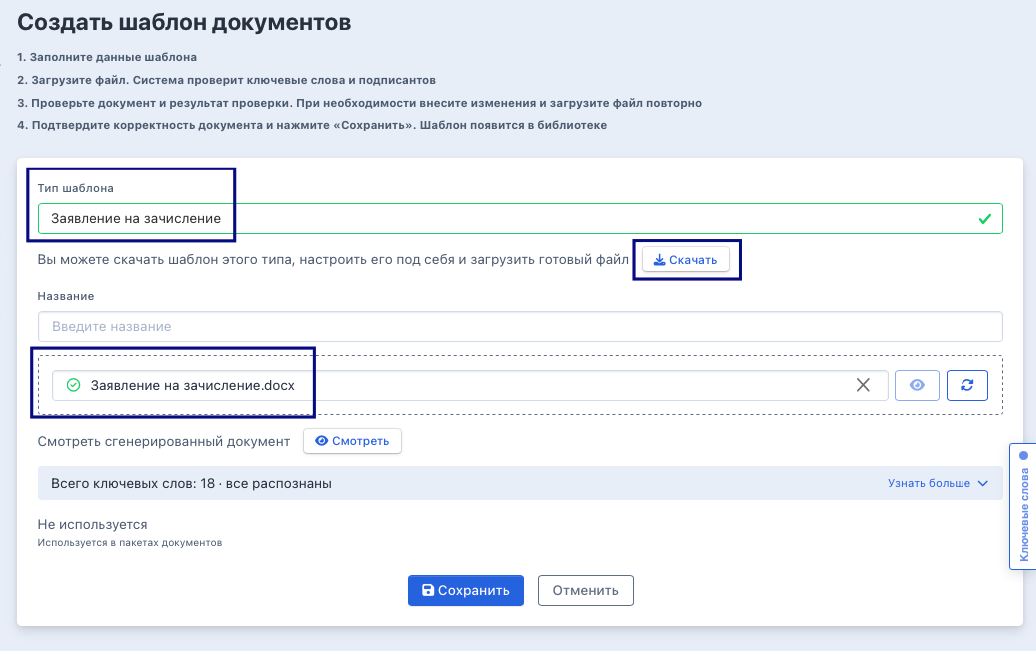 Создать шаблон документов
1. Заполните данные шаблона
2. Загрузите файл. Система проверит ключевые слова и подписантов
3. Проверьте документ и результат проверки. При необходимости внесите изменения и загрузите файл повторно
4. Подтвердите корректность документа и нажмите «Сохранить». Шаблон появится в библиотеке
Тип шаблона
Заявление на зачисление
Вы можете скачать шаблон этого типа, настроить его под себя и загрузить готовый файл Скачать
Название
Введите название
Заявление на зачисление.docx
Смотреть сгенерированный документ Смотреть
Всего ключевых слов: 18 · все распознаны Узнать больше
Ключевые слова
Не используется
Используется в пакетах документов
Сохранить Отменить